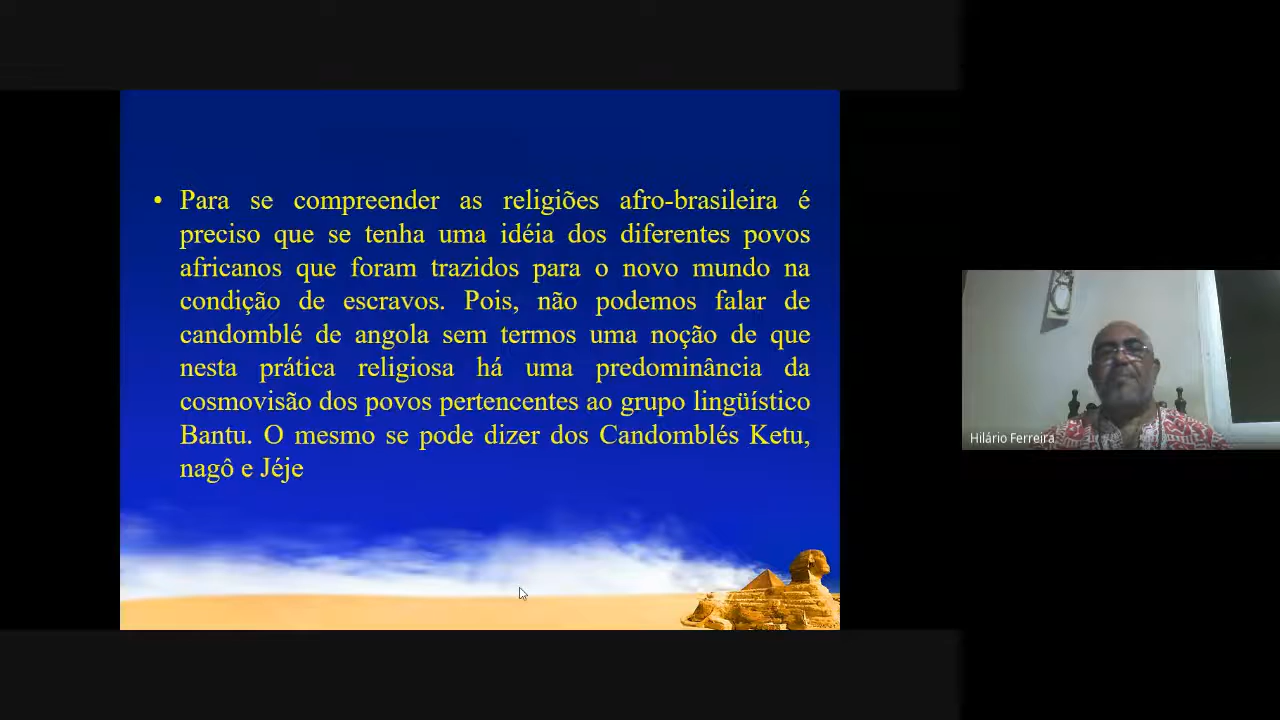 • Para se compreender as religiões afro-brasileira é
preciso que se tenha uma idéia dos diferentes povos
africanos que foram trazidos para o novo mundo na
condição de escravos. Pois, não podemos falar de
candomblé de angola sem termos uma noção de que
nesta prática religiosa há uma predominância da
cosmovisão dos povos pertencentes ao grupo lingüístico
Bantu. O mesmo se pode dizer dos Candomblés Ketu,
nagô e Jéje
Hilário Ferreira